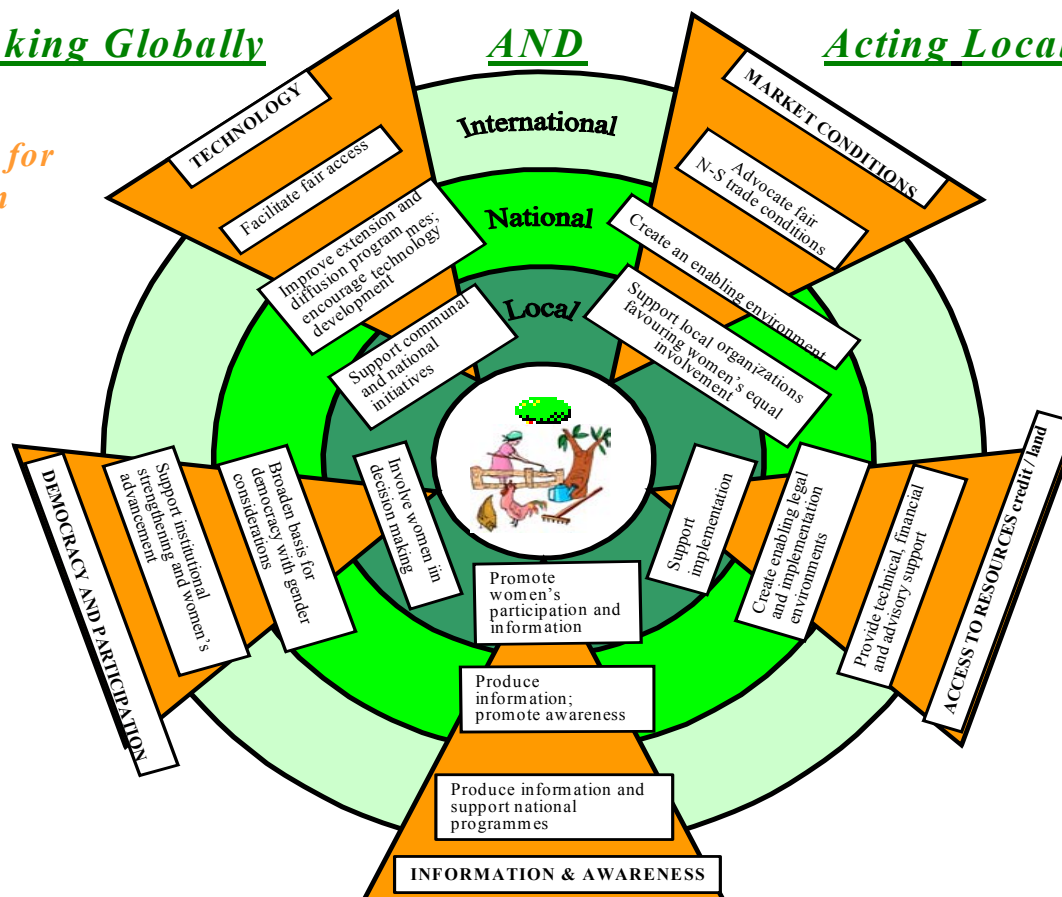 king Globally
AND
Acting Local
for
TECHNOLOGY
Facilitate fair access
Improve extension and
diffusion program mes;
encourage technology
development
Support communal
and national
initiatives
International
National
Local
MARKET CONDITIONS
Advocate fair
N-S trade conditions
Create an enabling environment
Support local organizations
favouring women's equal
involvement
DEMOCRACY AND PARTICIPATION
Support institutional
strengthening and women's
advancement
Broaden basis for
democracy with gender
considerations
Involve women iin
decision making
Support
implementation
Create enabling legal
and implementation
environments
Provide technical, financial
and advisory support
ACCESS TO RESOURCES credit / land
Promote
women's
participation and
information
Produce
information;
promote awareness
Produce information and
support national
programmes
INFORMATION & AWARENESS